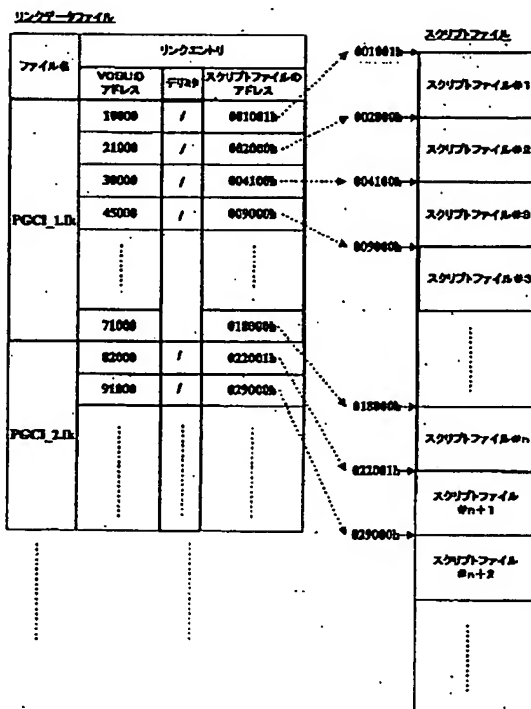 リンクデータファイル
スクリプトファイル
ファイル名
リンクエントリ
アドレス
デリミタ
スクリプトファイルの
アドレス
10000 / 001001h
21000 / 002000h
30000 / 004100h
45000 / 009000h
71000 018000h
PGCI_1.lk
82000 / 022001h
91800 / 029000h
PGCI_2.lk
001001h
スクリプトファイル#1
002000h
スクリプトファイル#2
004100h
スクリプトファイル#3
009000h
スクリプトファイル#3
018000h
スクリプトファイル#n
022001h
スクリプトファイル
#n+1
029000h
スクリプトファイル
#n+2